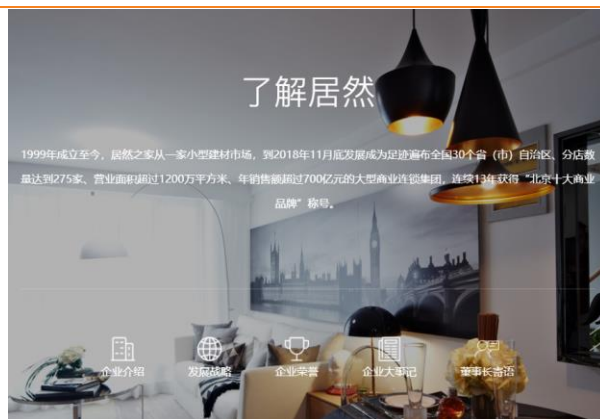 了解居然
1999年成立至今，居然之家从一家小型建材市场，到2018年11月底发展成为足迹遍布全国30个省（市）自治区、分店数
量达到275家、营业面积超过1200万平方米、年销售额超过700亿元的大型商业连锁集团，连续13年获得“北京十大商业
品牌”称号。
企业介绍 发展战略 企业荣誉 企业大事记 董事长寄语